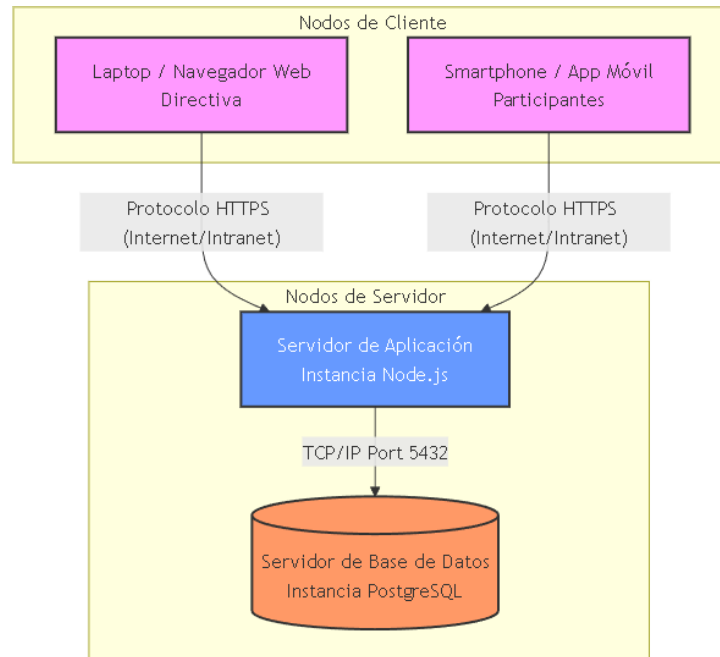 Nodos de Cliente
Laptop / Navegador Web
Directiva
Smartphone / App Móvil
Participantes
Protocolo HTTPS
(Internet/Intranet)
Protocolo HTTPS
(Internet/Intranet)
Nodos de Servidor
Servidor de Aplicación
Instancia Node.js
TCP/IP Port 5432
Servidor de Base de Datos
Instancia PostgreSQL